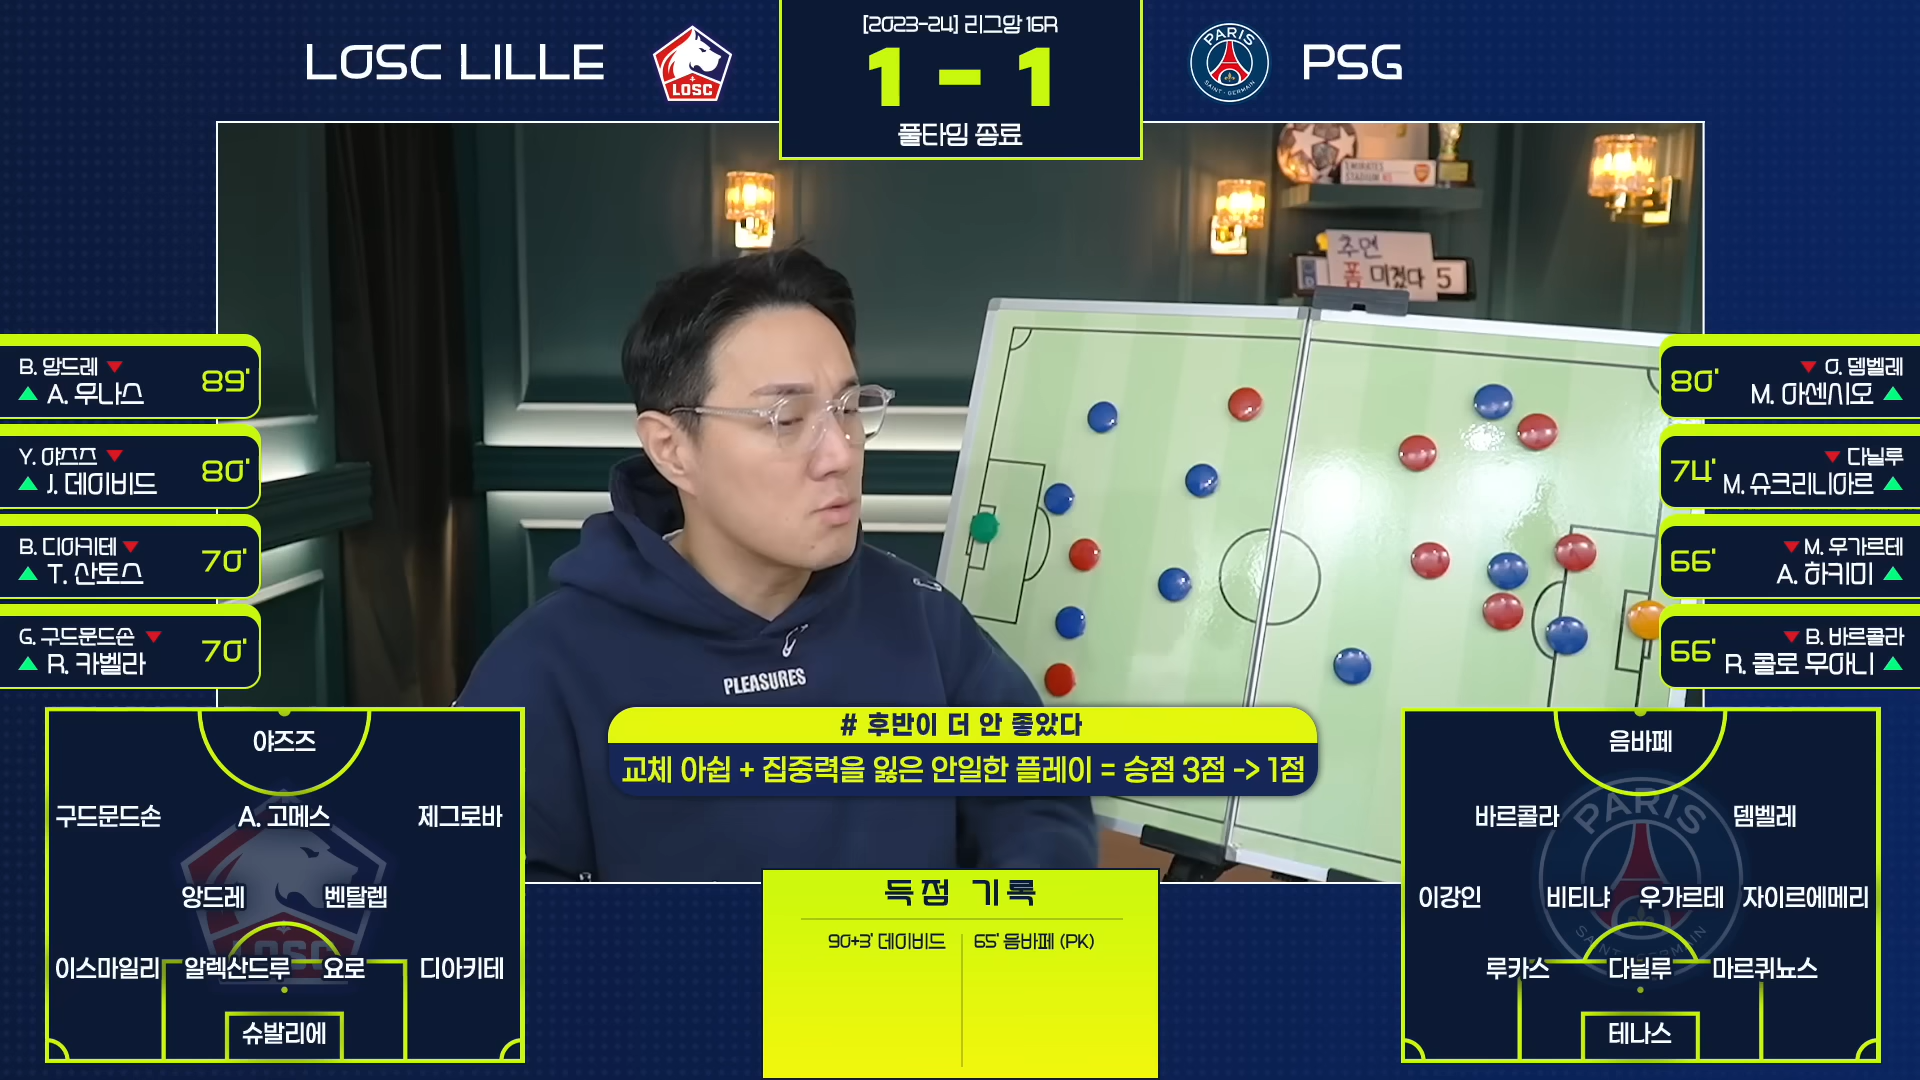 LOSC LILLE
LOSC
[2023-24] 리그앙 16R
1 - 1
풀타임 종료
PARIS
SAINT-GERMAIN
PSG
EMIRATES
STADIUM
추멘
폼 미쳤다 5
B. 앙드레
A. 우나스
89'
Y. 야즈즈
J. 데이비드
80'
B. 디아키테
T. 산토스
70'
G. 구드문드손
R. 카벨라
70'
O. 뎀벨레
M. 아센시오
80'
다닐루
M. 슈크리니아르
74'
M. 우가르테
A. 하키미
66'
B. 바르콜라
R. 콜로 무아니
66'
PLEASURES
# 후반이 더 안 좋았다
교체 아쉽 + 집중력을 잃은 안일한 플레이 = 승점 3점 -> 1점
야즈즈
구드문드손 A. 고메스 제그로바
앙드레 벤탈렙
이스마일리 알렉산드루 요로 디아키테
슈발리에
LOSC
득점 기록
90+3' 데이비드
65' 음바페 (PK)
음바페
바르콜라 뎀벨레
이강인 비티냐 우가르테 자이르에메리
루카스 다닐루 마르퀴뇨스
테나스
PARIS
SAINT-GERMAIN